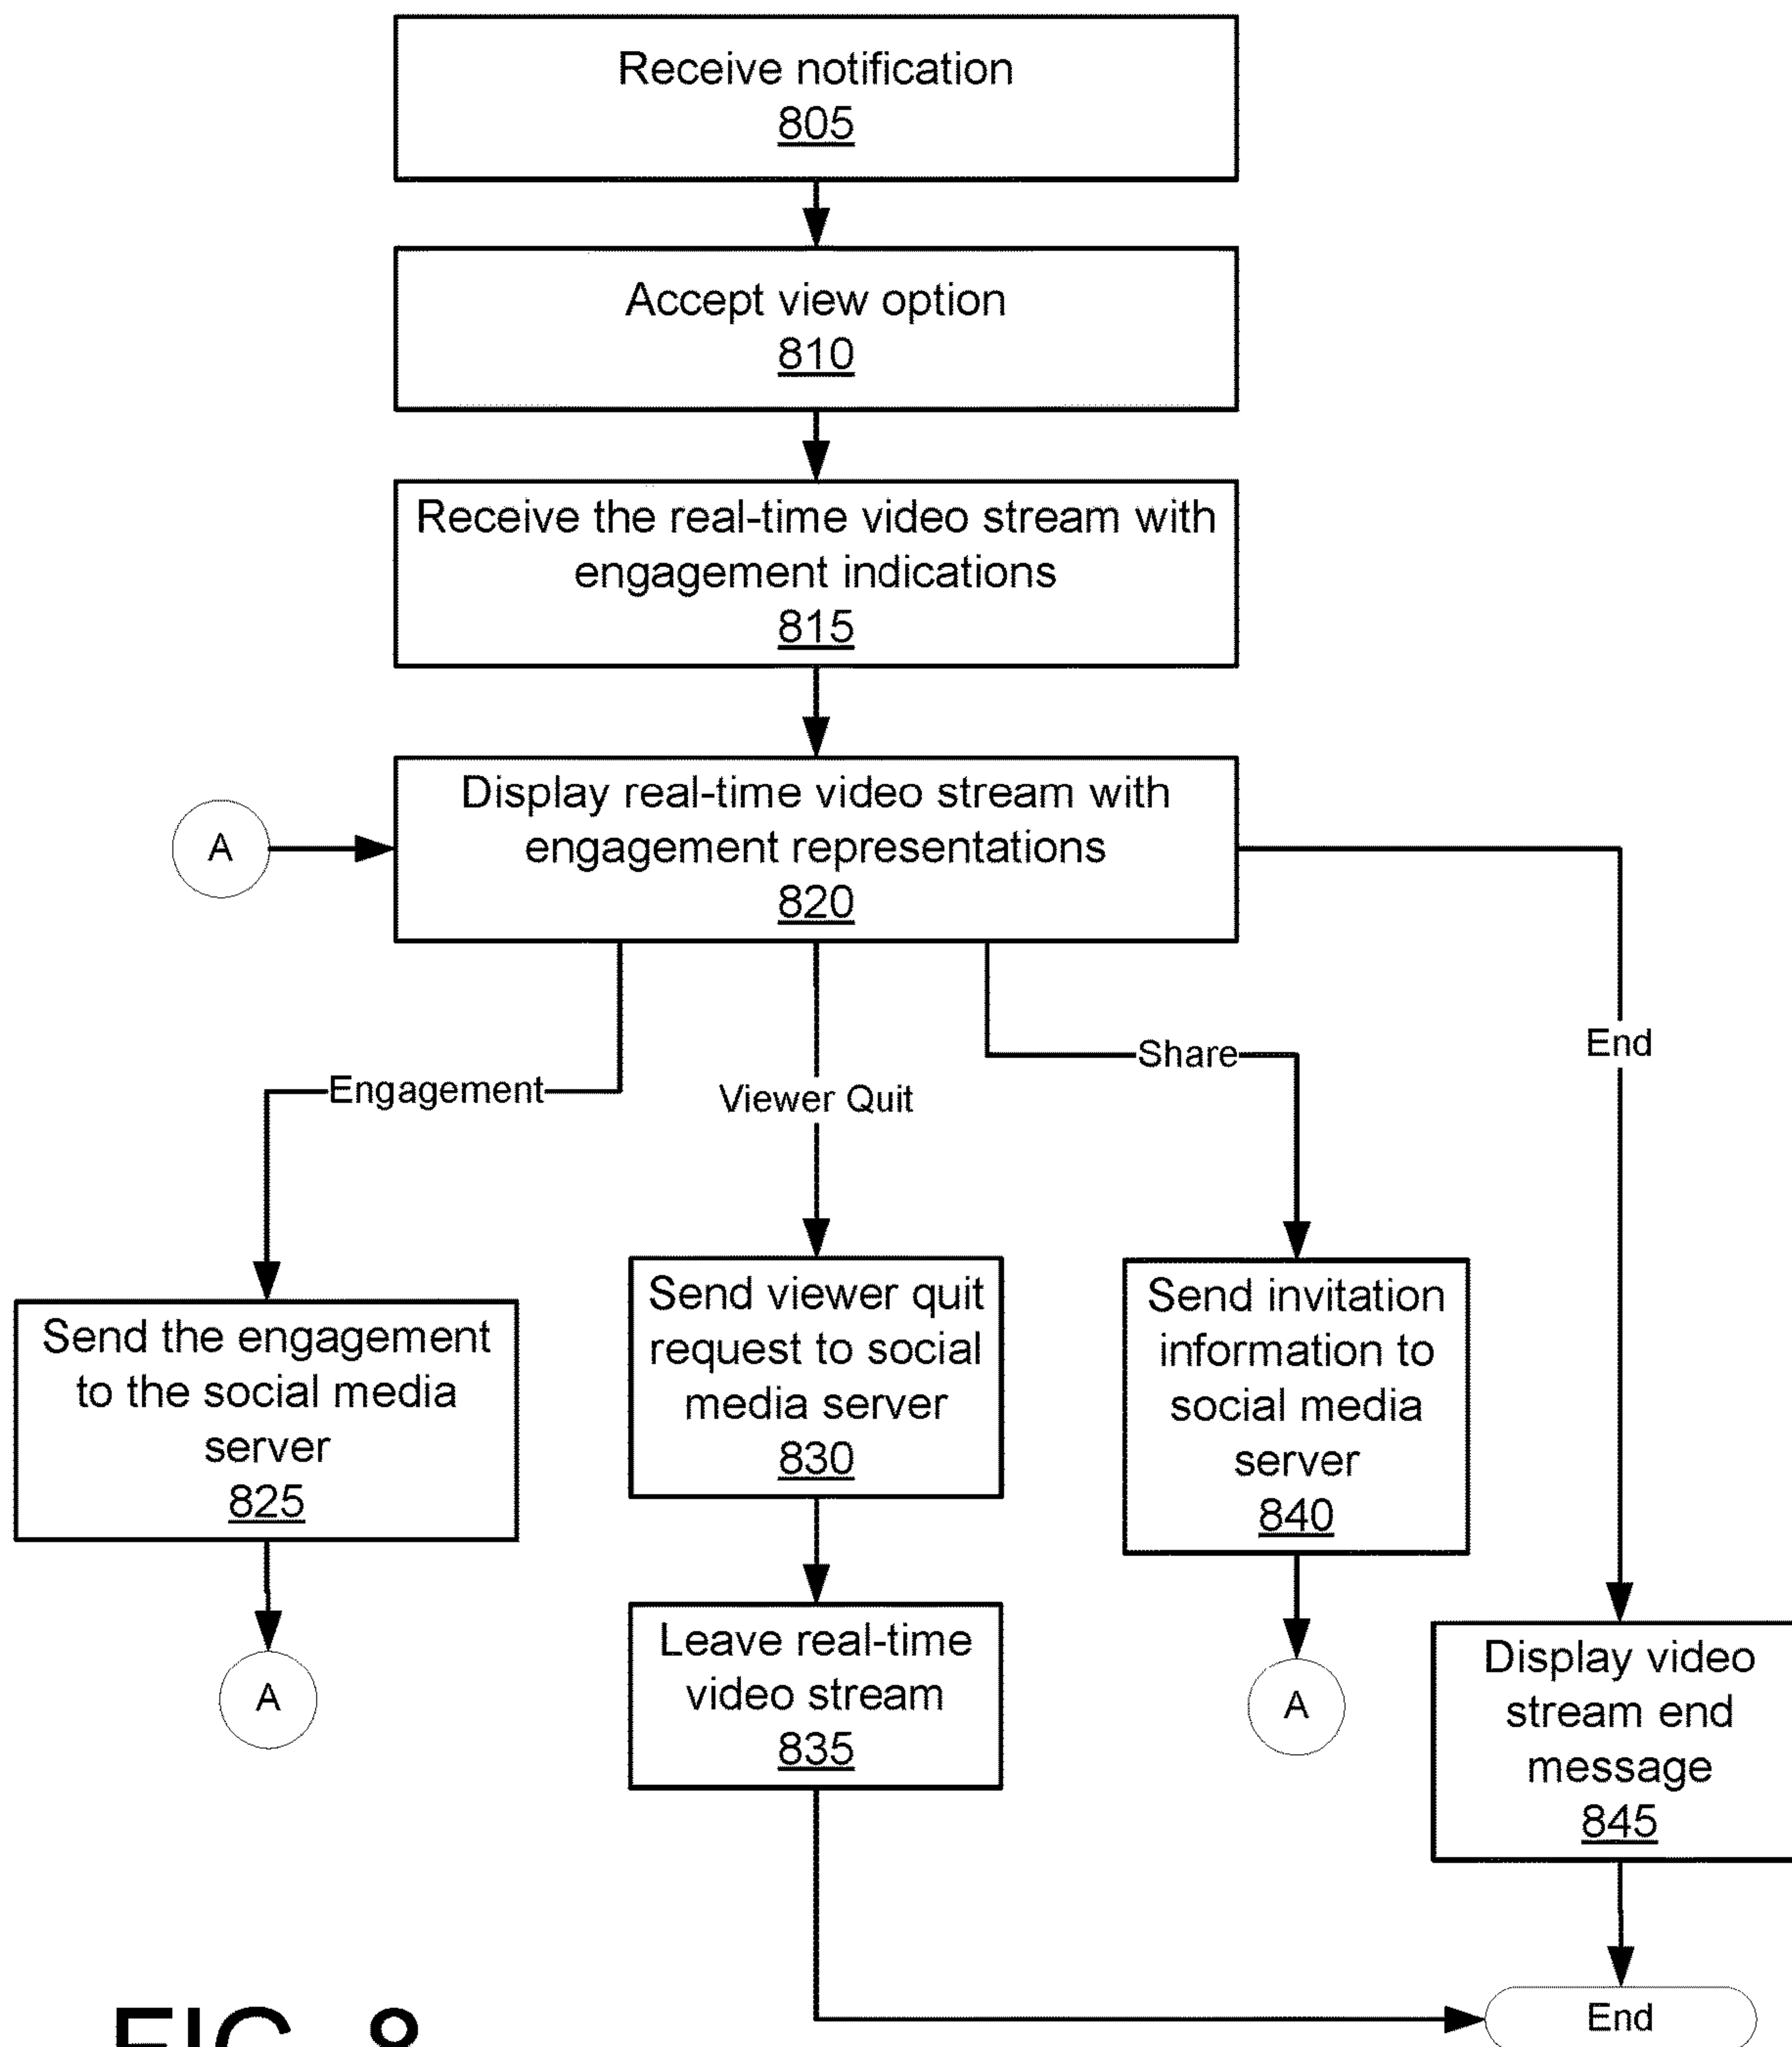 Receive notification
805
Accept view option
810
Receive the real-time video stream with
engagement indications
815
Display real-time video stream with
engagement representations
820
A
End
Share
Engagement
Viewer Quit
Send the engagement
to the social media
server
825
Send viewer quit
request to social
media server
830
Send invitation
information to
social media
server
840
A
Leave real-time
video stream
835
A
Display video
stream end
message
845
End
FIG. 8